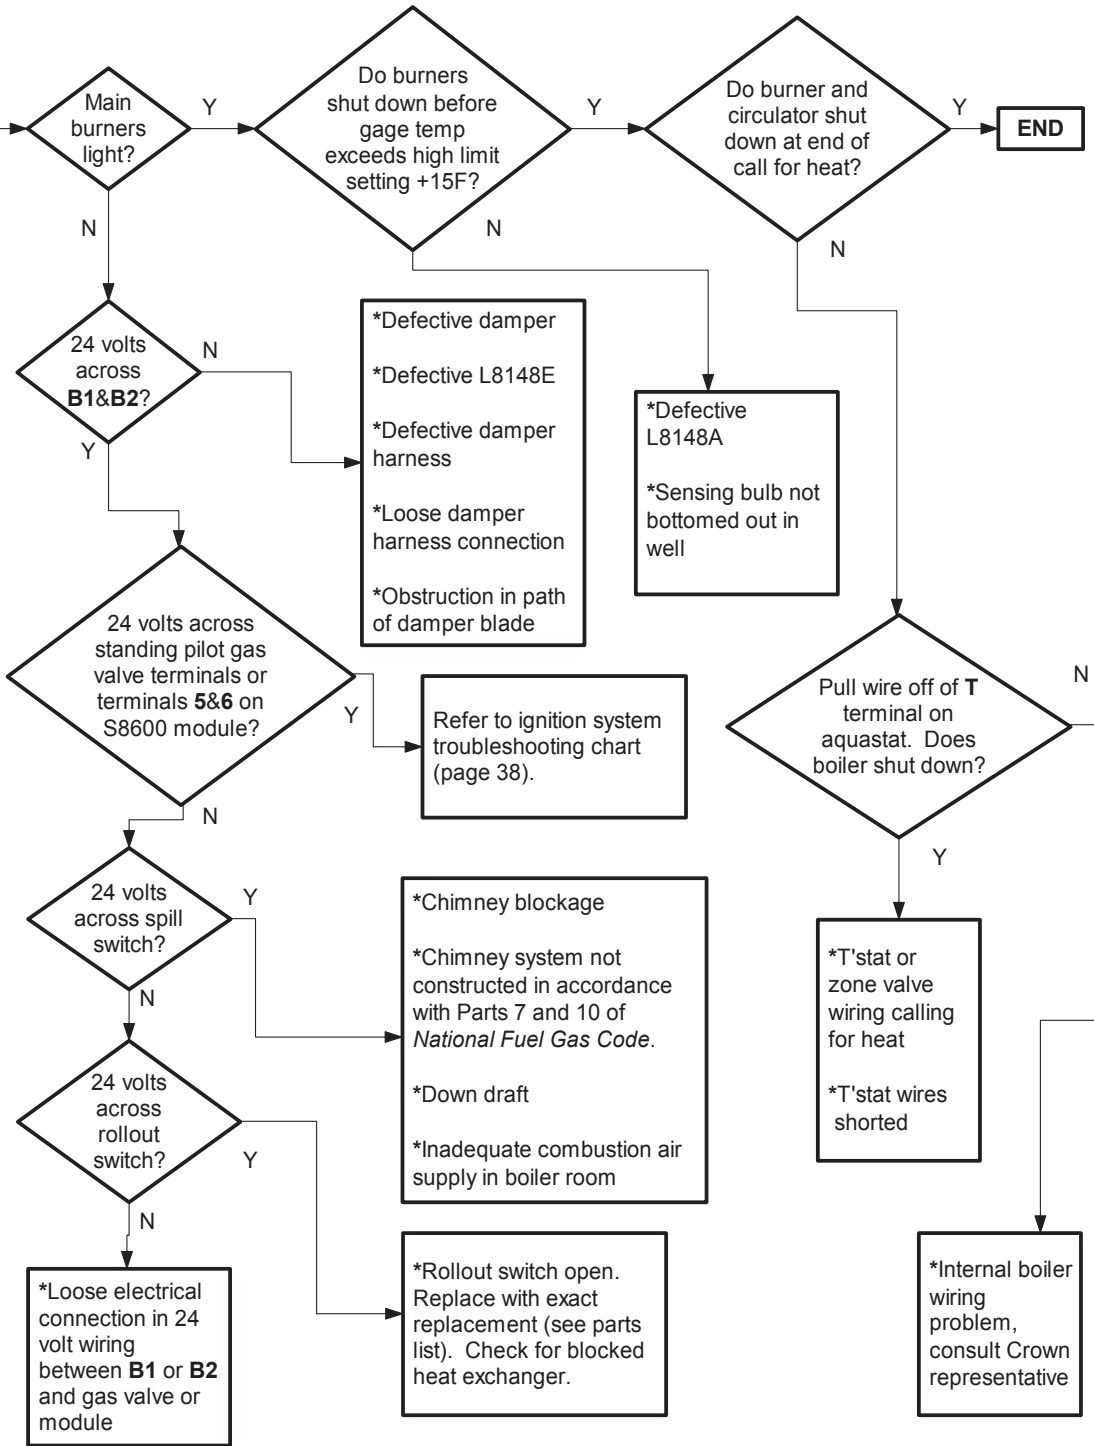 Main
burners
light?
Y
N
Do burners
shut down before
gage temp
exceeds high limit
setting +15F?
Y
N
Do burner and
circulator shut
down at end of
call for heat?
Y
N
END
24 volts
across
B1&B2?
N
Y
*Defective damper
*Defective L8148E
*Defective damper
harness
*Loose damper
harness connection
*Obstruction in path
of damper blade
*Defective
L8148A
*Sensing bulb not
bottomed out in
well
24 volts across
standing pilot gas
valve terminals or
terminals 5&6 on
S8600 module?
Y
N
Refer to ignition system
troubleshooting chart
(page 38).
Pull wire off of T
terminal on
aquastat. Does
boiler shut down?
N
Y
24 volts
across spill
switch?
Y
N
*Chimney blockage
*Chimney system not
constructed in accordance
with Parts 7 and 10 of
National Fuel Gas Code.
*Down draft
*Inadequate combustion air
supply in boiler room
*T'stat or
zone valve
wiring calling
for heat
*T'stat wires
shorted
24 volts
across
rollout
switch?
Y
N
*Loose electrical
connection in 24
volt wiring
between B1 or B2
and gas valve or
module
*Rollout switch open.
Replace with exact
replacement (see parts
list). Check for blocked
heat exchanger.
*Internal boiler
wiring
problem,
consult Crown
representative